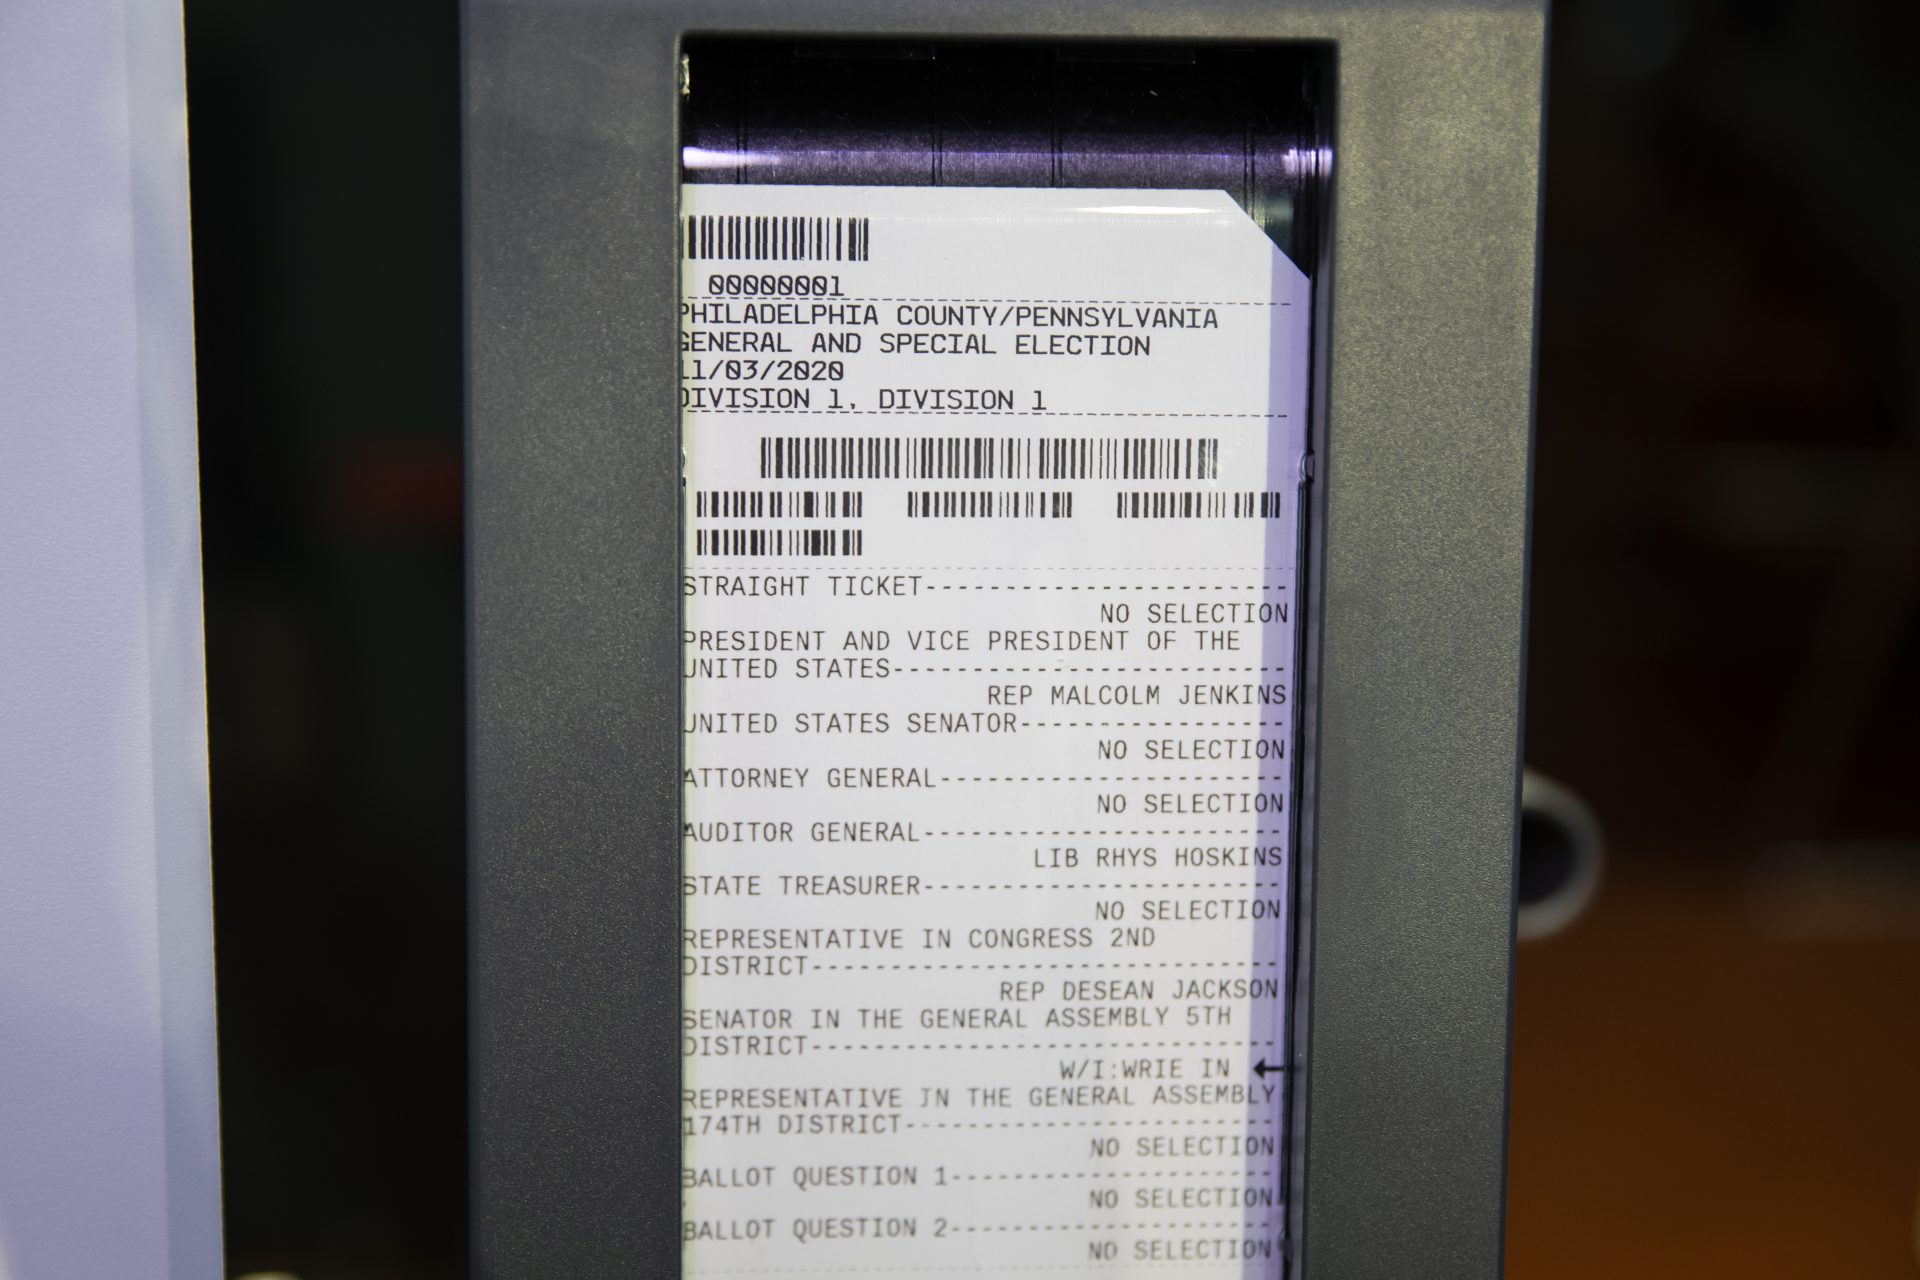 00000001
PHILADELPHIA COUNTY/PENNSYLVANIA
GENERAL AND SPECIAL ELECTION
11/03/2020
DIVISION 1, DIVISION 1
STRAIGHT TICKET
NO SELECTION
PRESIDENT AND VICE PRESIDENT OF THE
UNITED STATES
REP MALCOLM JENKINS
UNITED STATES SENATOR
NO SELECTION
ATTORNEY GENERAL
NO SELECTION
AUDITOR GENERAL
LIB RHYS HOSKINS
STATE TREASURER
NO SELECTION
REPRESENTATIVE IN CONGRESS 2ND
DISTRICT
REP DESEAN JACKSON
SENATOR IN THE GENERAL ASSEMBLY 5TH
DISTRICT
W/I:WRIE IN
REPRESENTATIVE IN THE GENERAL ASSEMBLY
174TH DISTRICT
NO SELECTION
BALLOT QUESTION 1
NO SELECTION
BALLOT QUESTION 2
NO SELECTION